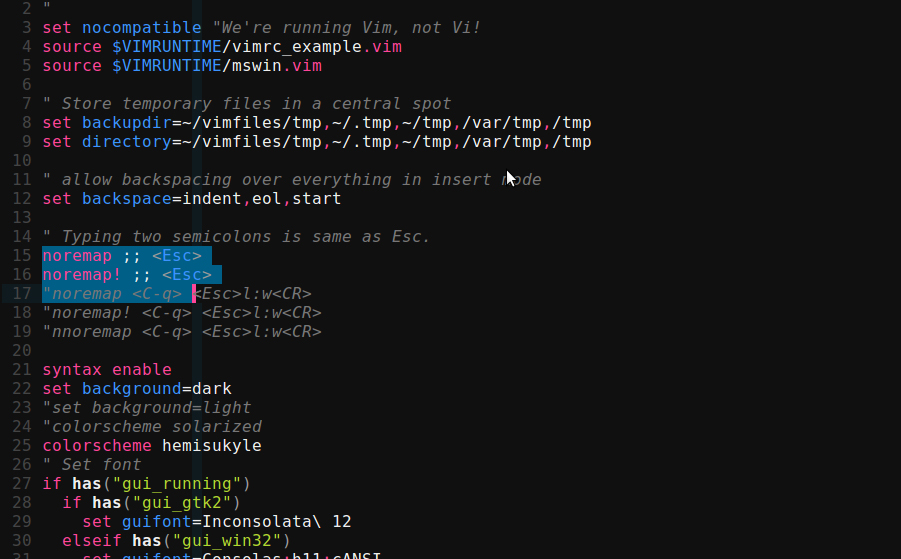 2 "
3 set nocompatible "We're running Vim, not Vi!
4 source $VIMRUNTIME/vimrc_example.vim
5 source $VIMRUNTIME/mswin.vim
6
7 " Store temporary files in a central spot
8 set backupdir=~/vimfiles/tmp,~/.tmp,~/tmp,/var/tmp,/tmp
9 set directory=~/vimfiles/tmp,~/.tmp,~/tmp,/var/tmp,/tmp
10
11 " allow backspacing over everything in insert mode
12 set backspace=indent,eol,start
13
14 " Typing two semicolons is same as Esc.
15 noremap ;; <Esc>
16 noremap! ;; <Esc>
17 "noremap <C-q> <Esc>l:w<CR>
18 "noremap! <C-q> <Esc>l:w<CR>
19 "nnoremap <C-q> <Esc>l:w<CR>
20
21 syntax enable
22 set background=dark
23 "set background=light
24 "colorscheme solarized
25 colorscheme hemisukyle
26 " Set font
27 if has("gui_running")
28   if has("gui_gtk2")
29     set guifont=Inconsolata\ 12
30   elseif has("gui_win32")
31     set guifont=Consolas:h11:cANSI